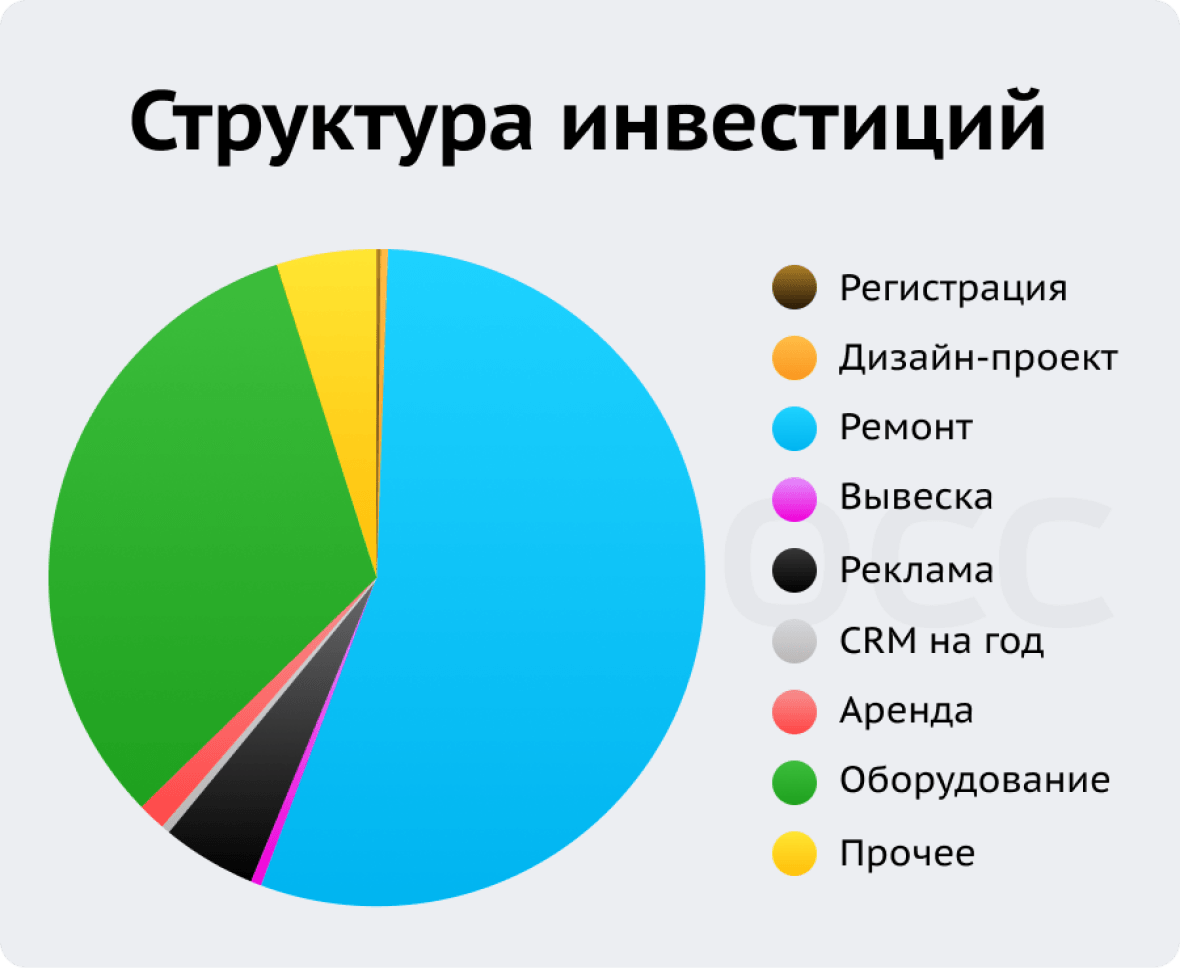 Структура инвестиций
Регистрация
Дизайн-проект
Ремонт
Вывеска
Реклама
CRM на год
Аренда
Оборудование
Прочее